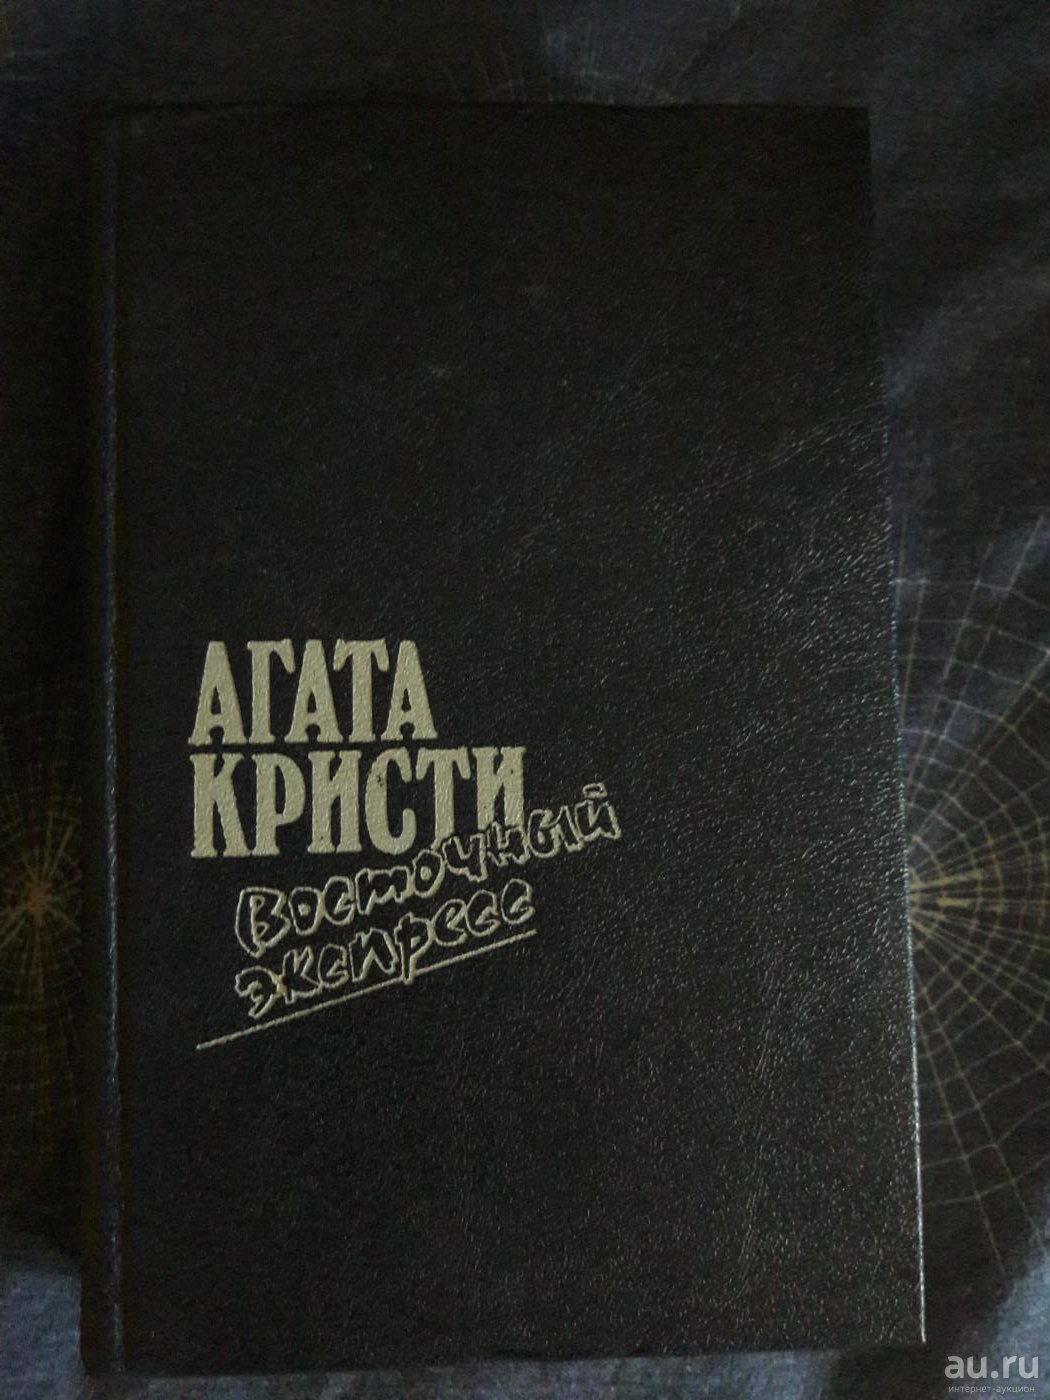 АГАТА
КРИСТИ
Восточный
экспресс
au.ru
интернет-аукцион